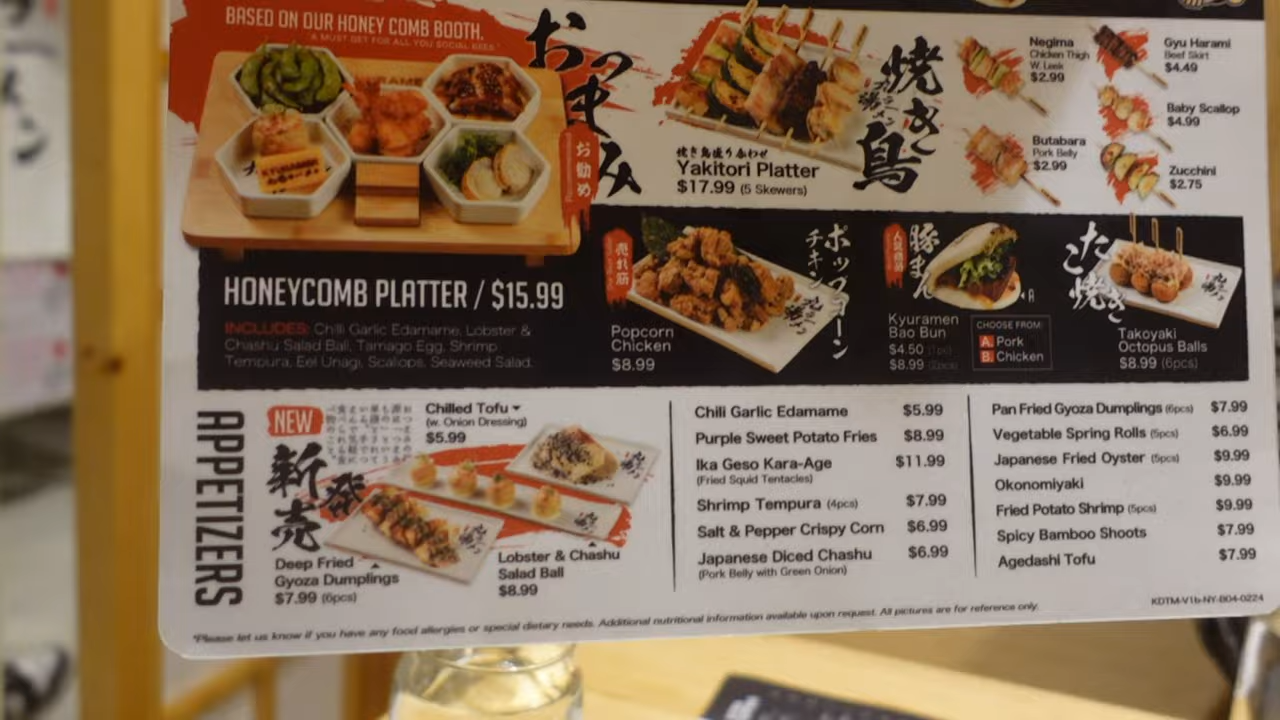 BASED ON OUR HONEY COMB BOOTH.
"A MUST GET FOR ALL YOU SOCIAL BEES."
おつまみ
お勧め
HONEYCOMB PLATTER / $15.99
INCLUDES: Chili Garlic Edamame, Lobster &
Chashu Salad Ball, Tamago Egg, Shrimp
Tempura, Eel Unagi, Scallops, Seaweed Salad.
焼き鳥
焼き鳥盛り合わせ
Yakitori Platter
$17.99 (5 Skewers)
Negima
Chicken Thigh
W. Leek
$2.99
Gyu Harami
Beef Skirt
$4.49
Baby Scallop
$4.99
Butabara
Pork Belly
$2.99
Zucchini
$2.75
売れ筋
ポップコーン
チキン
Popcorn
Chicken
$8.99
人気商品
豚まん
A
Kyuramen
Bao Bun
$4.50
$8.99
CHOOSE FROM:
A. Pork
B. Chicken
たこ焼き
Takoyaki
Octopus Balls
$8.99 (6pcs)
APPETIZERS
NEW
新発売
Chilled Tofu
(w. Onion Dressing)
$5.99
Deep Fried
Gyoza Dumplings
$7.99 (6pcs)
Lobster & Chashu
Salad Ball
$8.99
Chili Garlic Edamame $5.99
Purple Sweet Potato Fries $8.99
Ika Geso Kara-Age $11.99
(Fried Squid Tentacles)
Shrimp Tempura (4pcs) $7.99
Salt & Pepper Crispy Corn $6.99
Japanese Diced Chashu $6.99
(Pork Belly with Green Onion)
Pan Fried Gyoza Dumplings (6pcs) $7.99
Vegetable Spring Rolls (5pcs) $6.99
Japanese Fried Oyster (5pcs) $9.99
Okonomiyaki $9.99
Fried Potato Shrimp (5pcs) $9.99
Spicy Bamboo Shoots $7.99
Agedashi Tofu $7.99
KDTM-V1b-NY-B04-0224
*Please let us know if you have any food allergies or special dietary needs. Additional nutritional information available upon request. All pictures are for reference only.